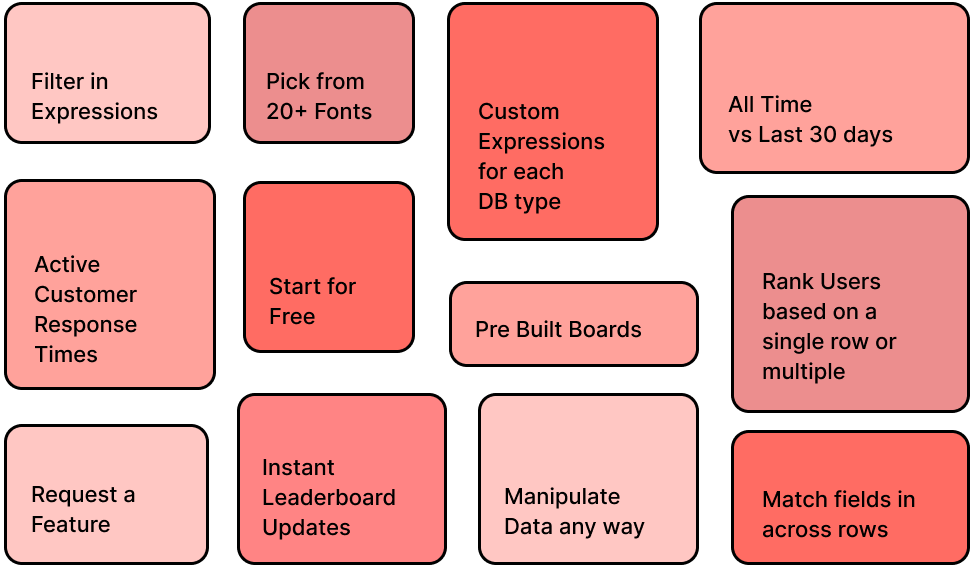 Filter in
Expressions
Pick from
20+ Fonts
Custom
Expressions
for each
DB type
All Time
vs Last 30 days
Active
Customer
Response
Times
Start for
Free
Pre Built Boards
Rank Users
based on a
single row or
multiple
Request a
Feature
Instant
Leaderboard
Updates
Manipulate
Data any way
Match fields in
across rows